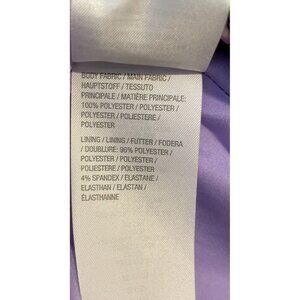 BODY FABRIC / MAIN FABRIC /
HAUPTSTOFF / TESSUTO
PRINCIPALE / MATIÈRE PRINCIPALE:
100% POLYESTER / POLYESTER /
POLYESTER / POLIESTERE /
POLYESTER
LINING / LINING / FUTTER / FODERA
/ DOUBLURE: 96% POLYESTER /
POLYESTER / POLYESTER /
POLIESTERE / POLYESTER
4% SPANDEX / ELASTANE /
ELASTHAN / ELASTAN /
ÉLASTHANNE